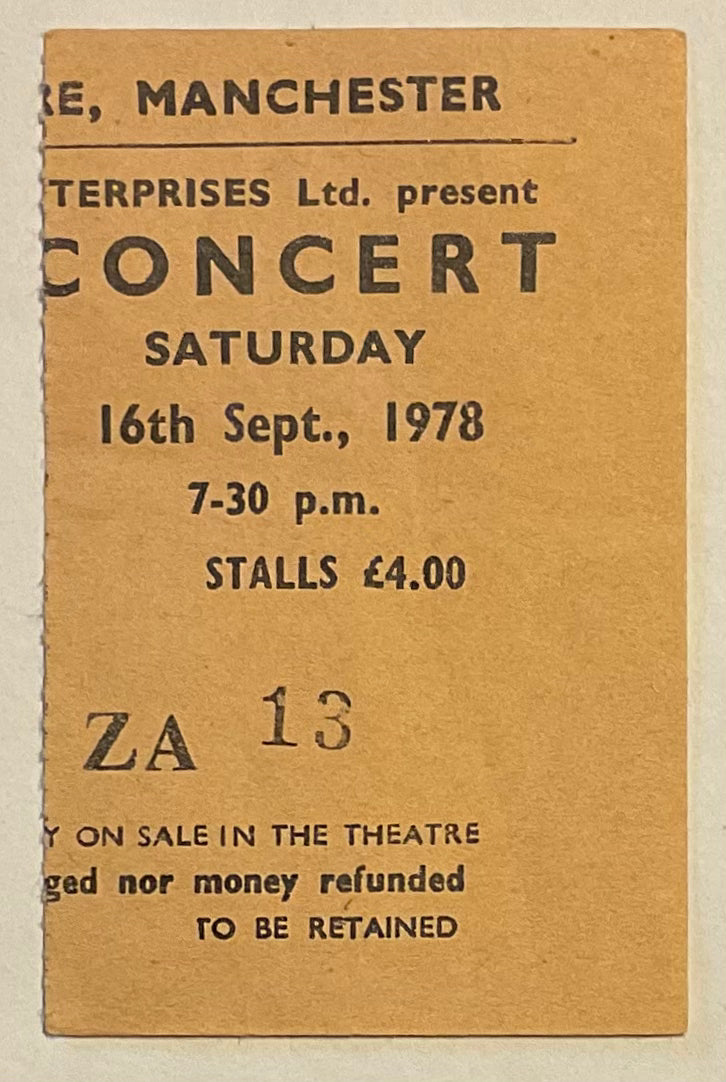 RE, MANCHESTER
TERPRISES Ltd. present
CONCERT
SATURDAY
16th Sept., 1978
7-30 p.m.
STALLS £4.00
ZA 13
Y ON SALE IN THE THEATRE
ged nor money refunded
TO BE RETAINED